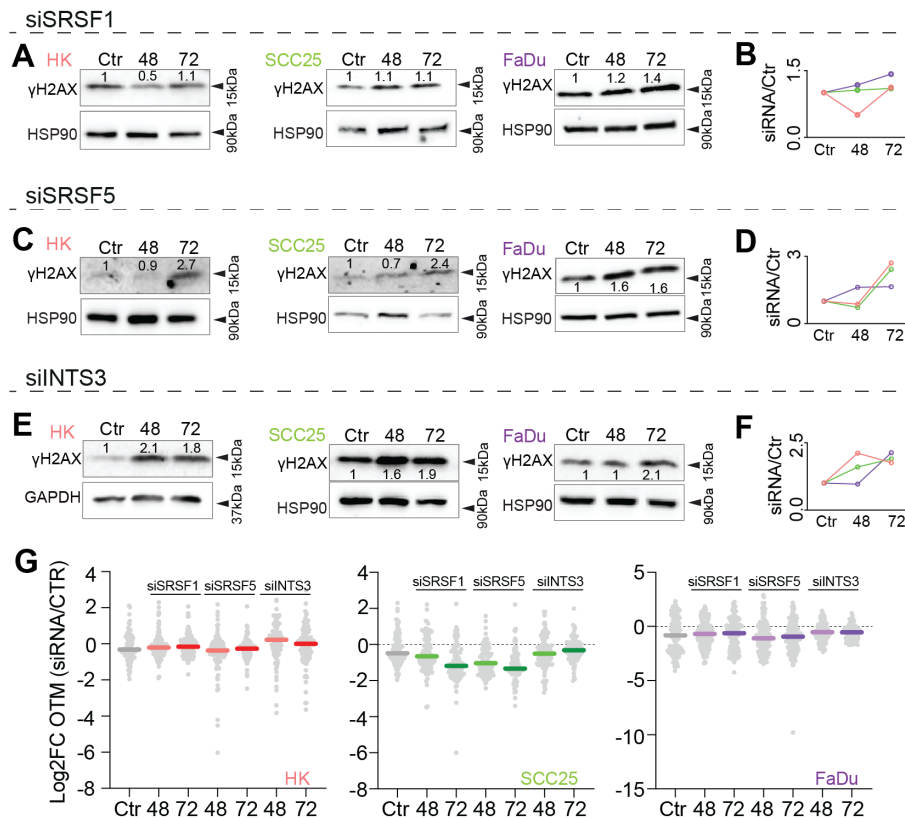 siSRSF1
A HK Ctr 48 72 SCC25 Ctr 48 72 FaDu Ctr 48 72 B
γH2AX 1 0.5 1.1 15kDa γH2AX 1 1.1 1.1 15kDa γH2AX 1 1.2 1.4 15kDa
HSP90 90kDa HSP90 90kDa HSP90 90kDa
siRNA/Ctr 1.5 0.0 Ctr 48 72
siSRSF5
C HK Ctr 48 72 SCC25 Ctr 48 72 FaDu Ctr 48 72 D
γH2AX 1 0.9 2.7 15kDa γH2AX 1 0.7 2.4 15kDa γH2AX 1 1.6 1.6 15kDa
HSP90 90kDa HSP90 90kDa HSP90 90kDa
siRNA/Ctr 3 0 Ctr 48 72
siINTS3
E HK Ctr 48 72 SCC25 Ctr 48 72 FaDu Ctr 48 72 F
γH2AX 1 2.1 1.8 15kDa γH2AX 1 1.6 1.9 15kDa γH2AX 1 1 2.1 15kDa
GAPDH 37kDa HSP90 90kDa HSP90 90kDa
siRNA/Ctr 2.5 0.0 Ctr 48 72
G
Log2FC OTM (siRNA/CTR)
siSRSF1 siSRSF5 siINTS3
4
2
0
-2
-4
-6
-8
HK
Ctr 48 72 48 72 48 72
siSRSF1 siSRSF5 siINTS3
4
2
0
-2
-4
-6
-8
SCC25
Ctr 48 72 48 72 48 72
siSRSF1 siSRSF5 siINTS3
5
0
-5
-10
-15
FaDu
Ctr 48 72 48 72 48 72